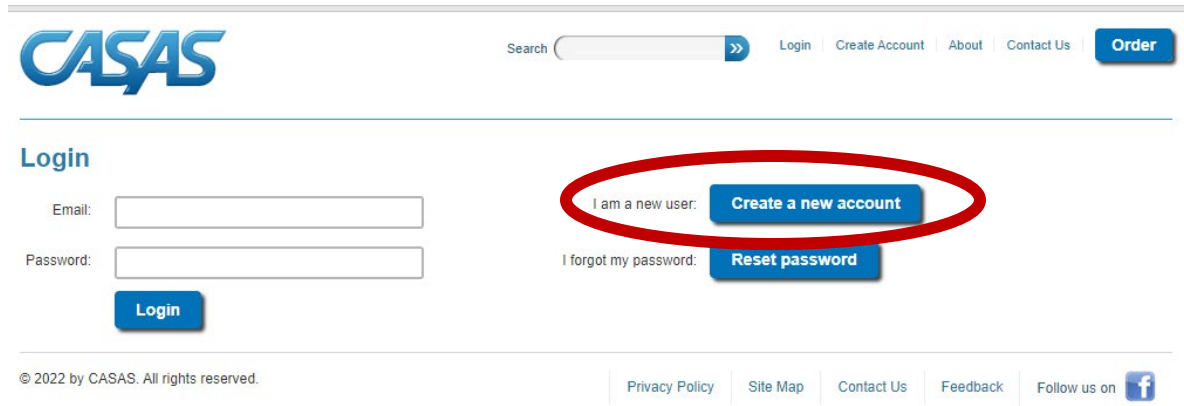 CASAS
Search » Login Create Account About Contact Us Order
Login
Email:
I am a new user: Create a new account
Password:
I forgot my password: Reset password
Login
© 2022 by CASAS. All rights reserved.
Privacy Policy Site Map Contact Us Feedback Follow us on f